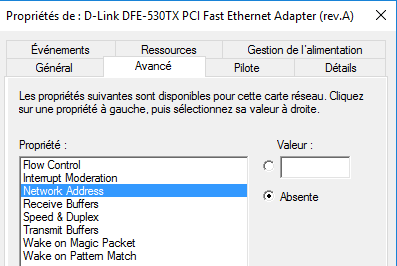 Propriétés de : D-Link DFE-530TX PCI Fast Ethernet Adapter (rev.A)
Événements Ressources Gestion de l'alimentation
Général Avancé Pilote Détails
Les propriétés suivantes sont disponibles pour cette carte réseau. Cliquez
sur une propriété à gauche, puis sélectionnez sa valeur à droite.
Propriété : Valeur :
Flow Control
Interrupt Moderation
Network Address
Absente
Receive Buffers
Speed & Duplex
Transmit Buffers
Wake on Magic Packet
Wake on Pattern Match